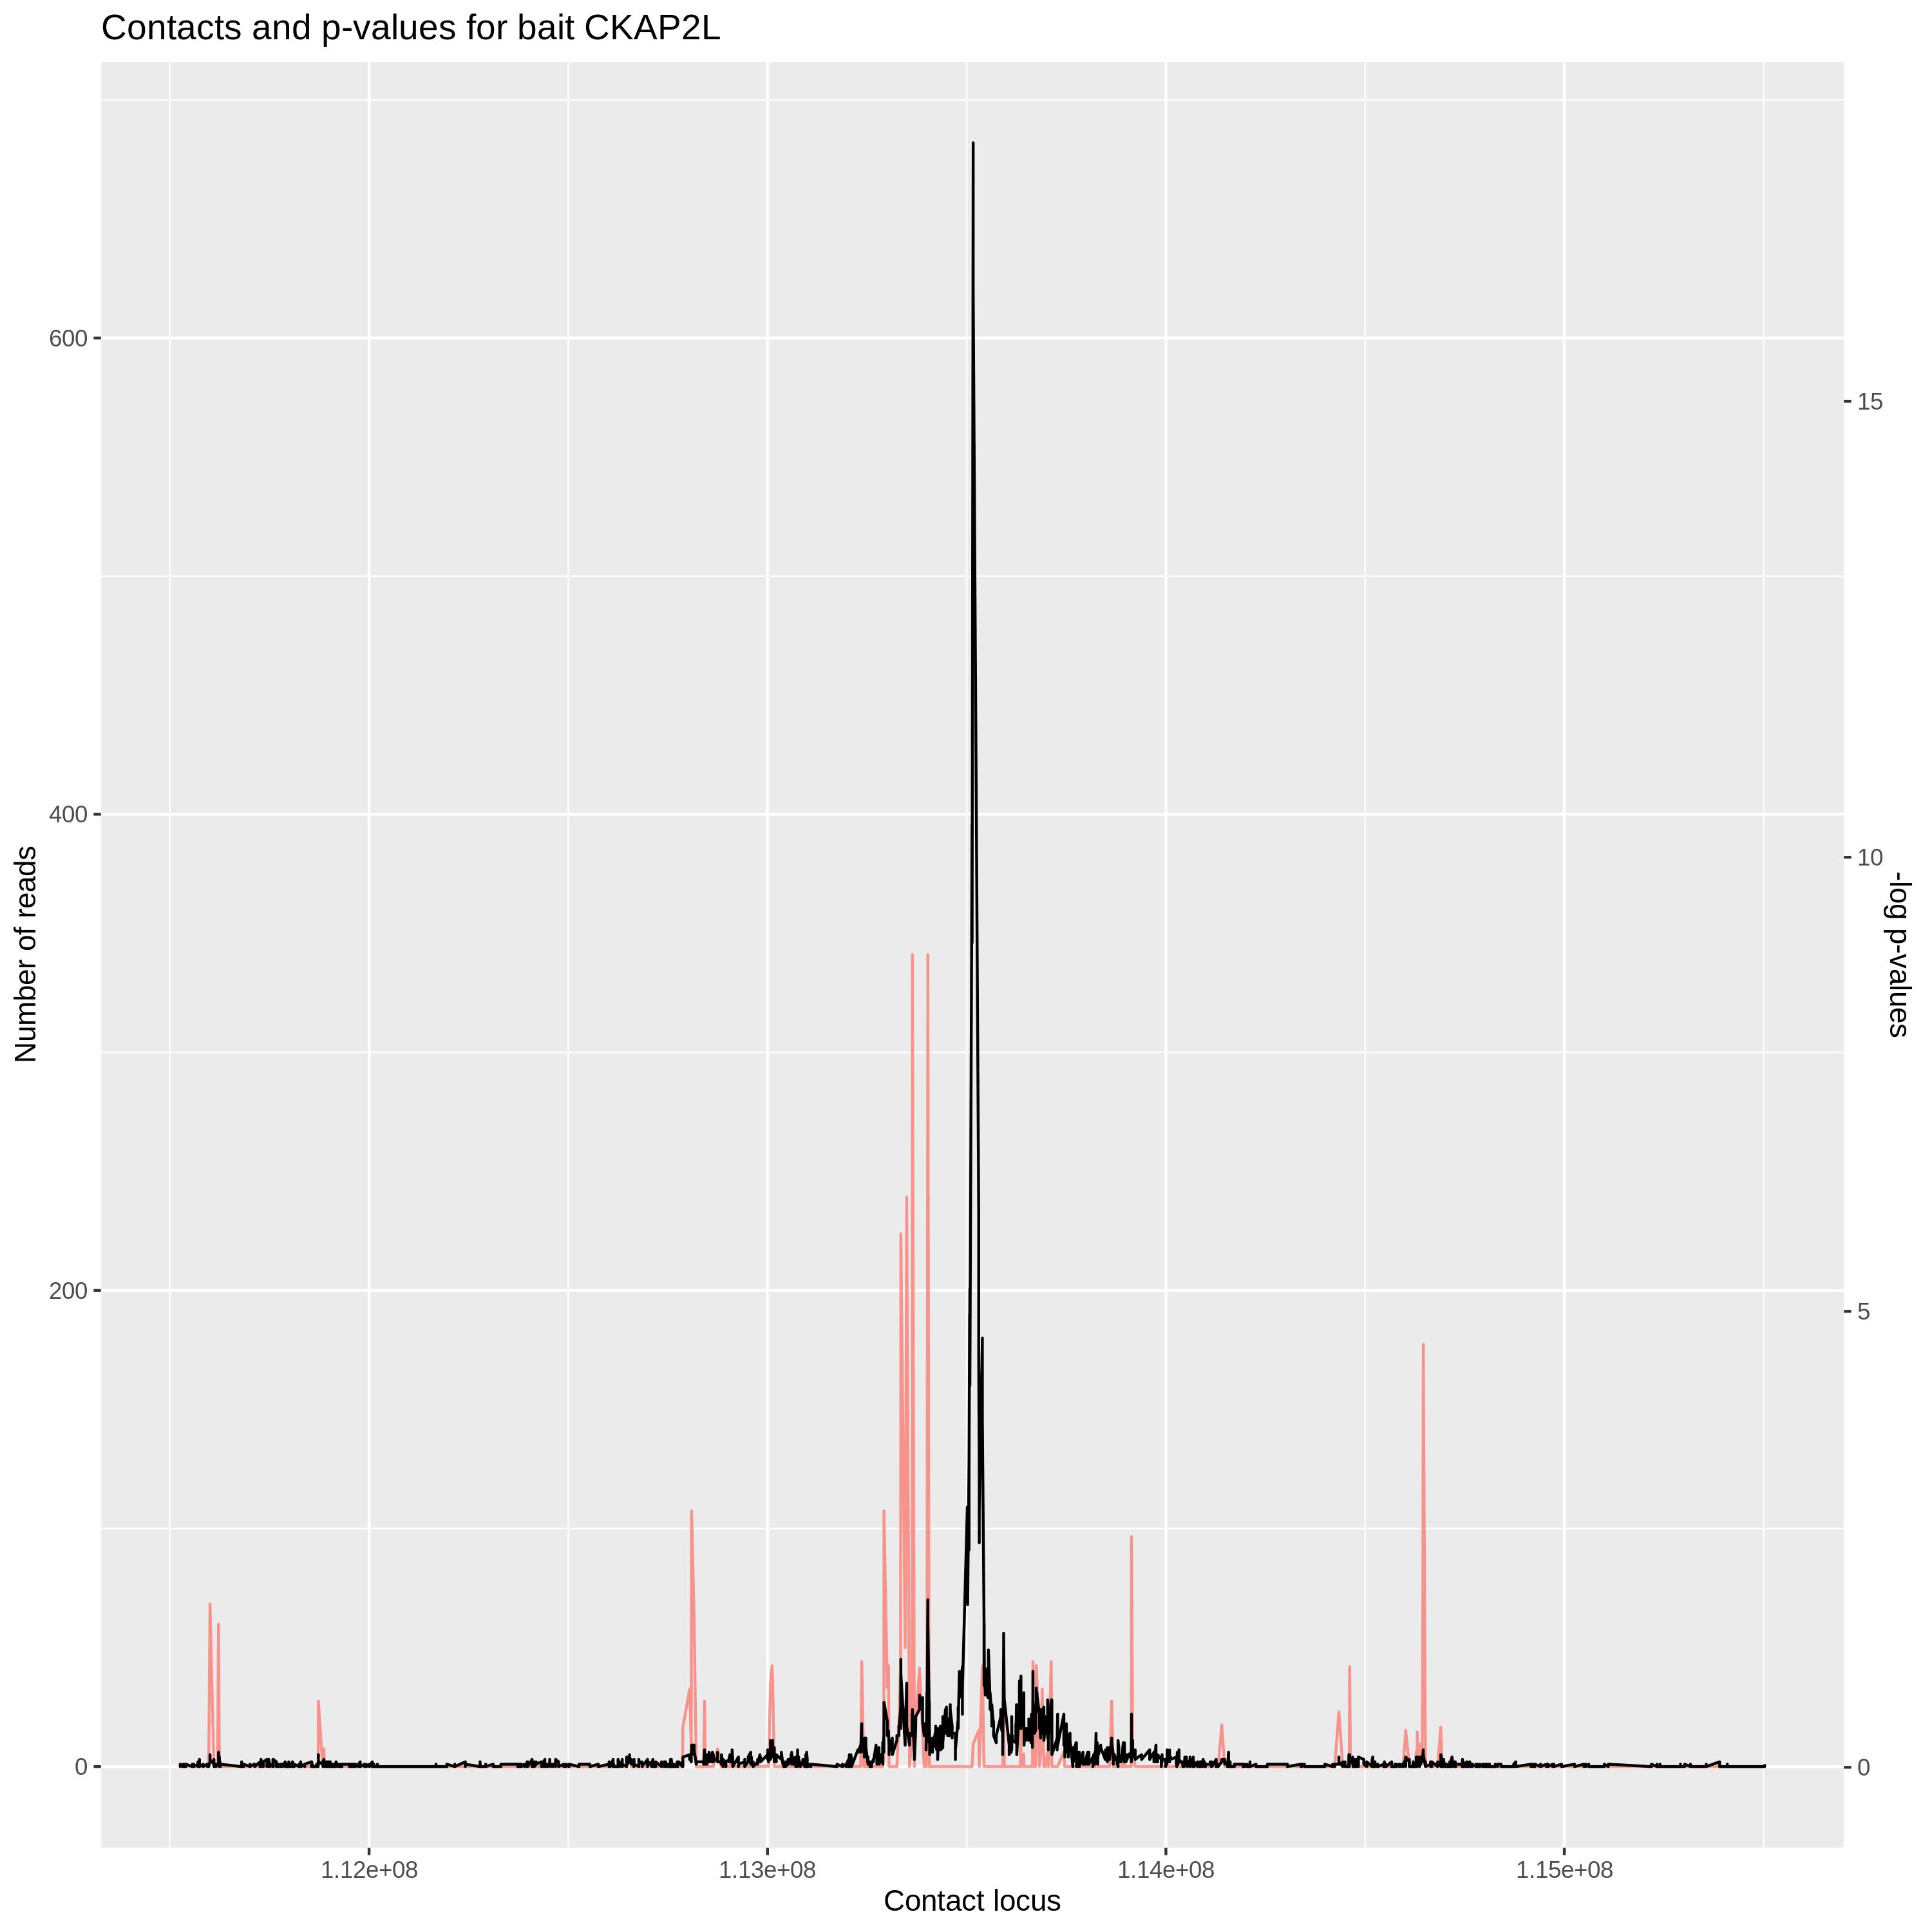 Contacts and p-values for bait CKAP2L
Number of reads
600
400
200
0
15
10
5
0
-log p-values
1.12e+08
1.13e+08
1.14e+08
1.15e+08
Contact locus